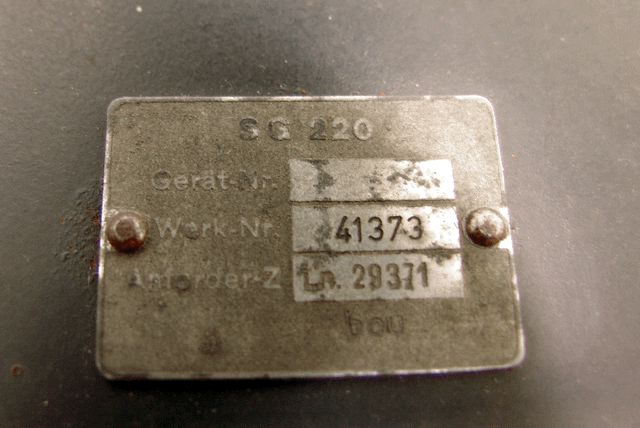 SG 220
Gerät-Nr.
Werk-Nr. 41373
Anforder-Z Ln. 29371
bou